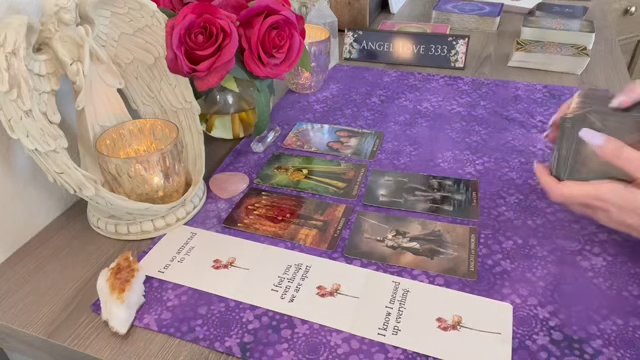 ANGEL LOVE 333
I'm so attracted
to you.
I feel you
even though
we are apart.
I know I messed
up everything.